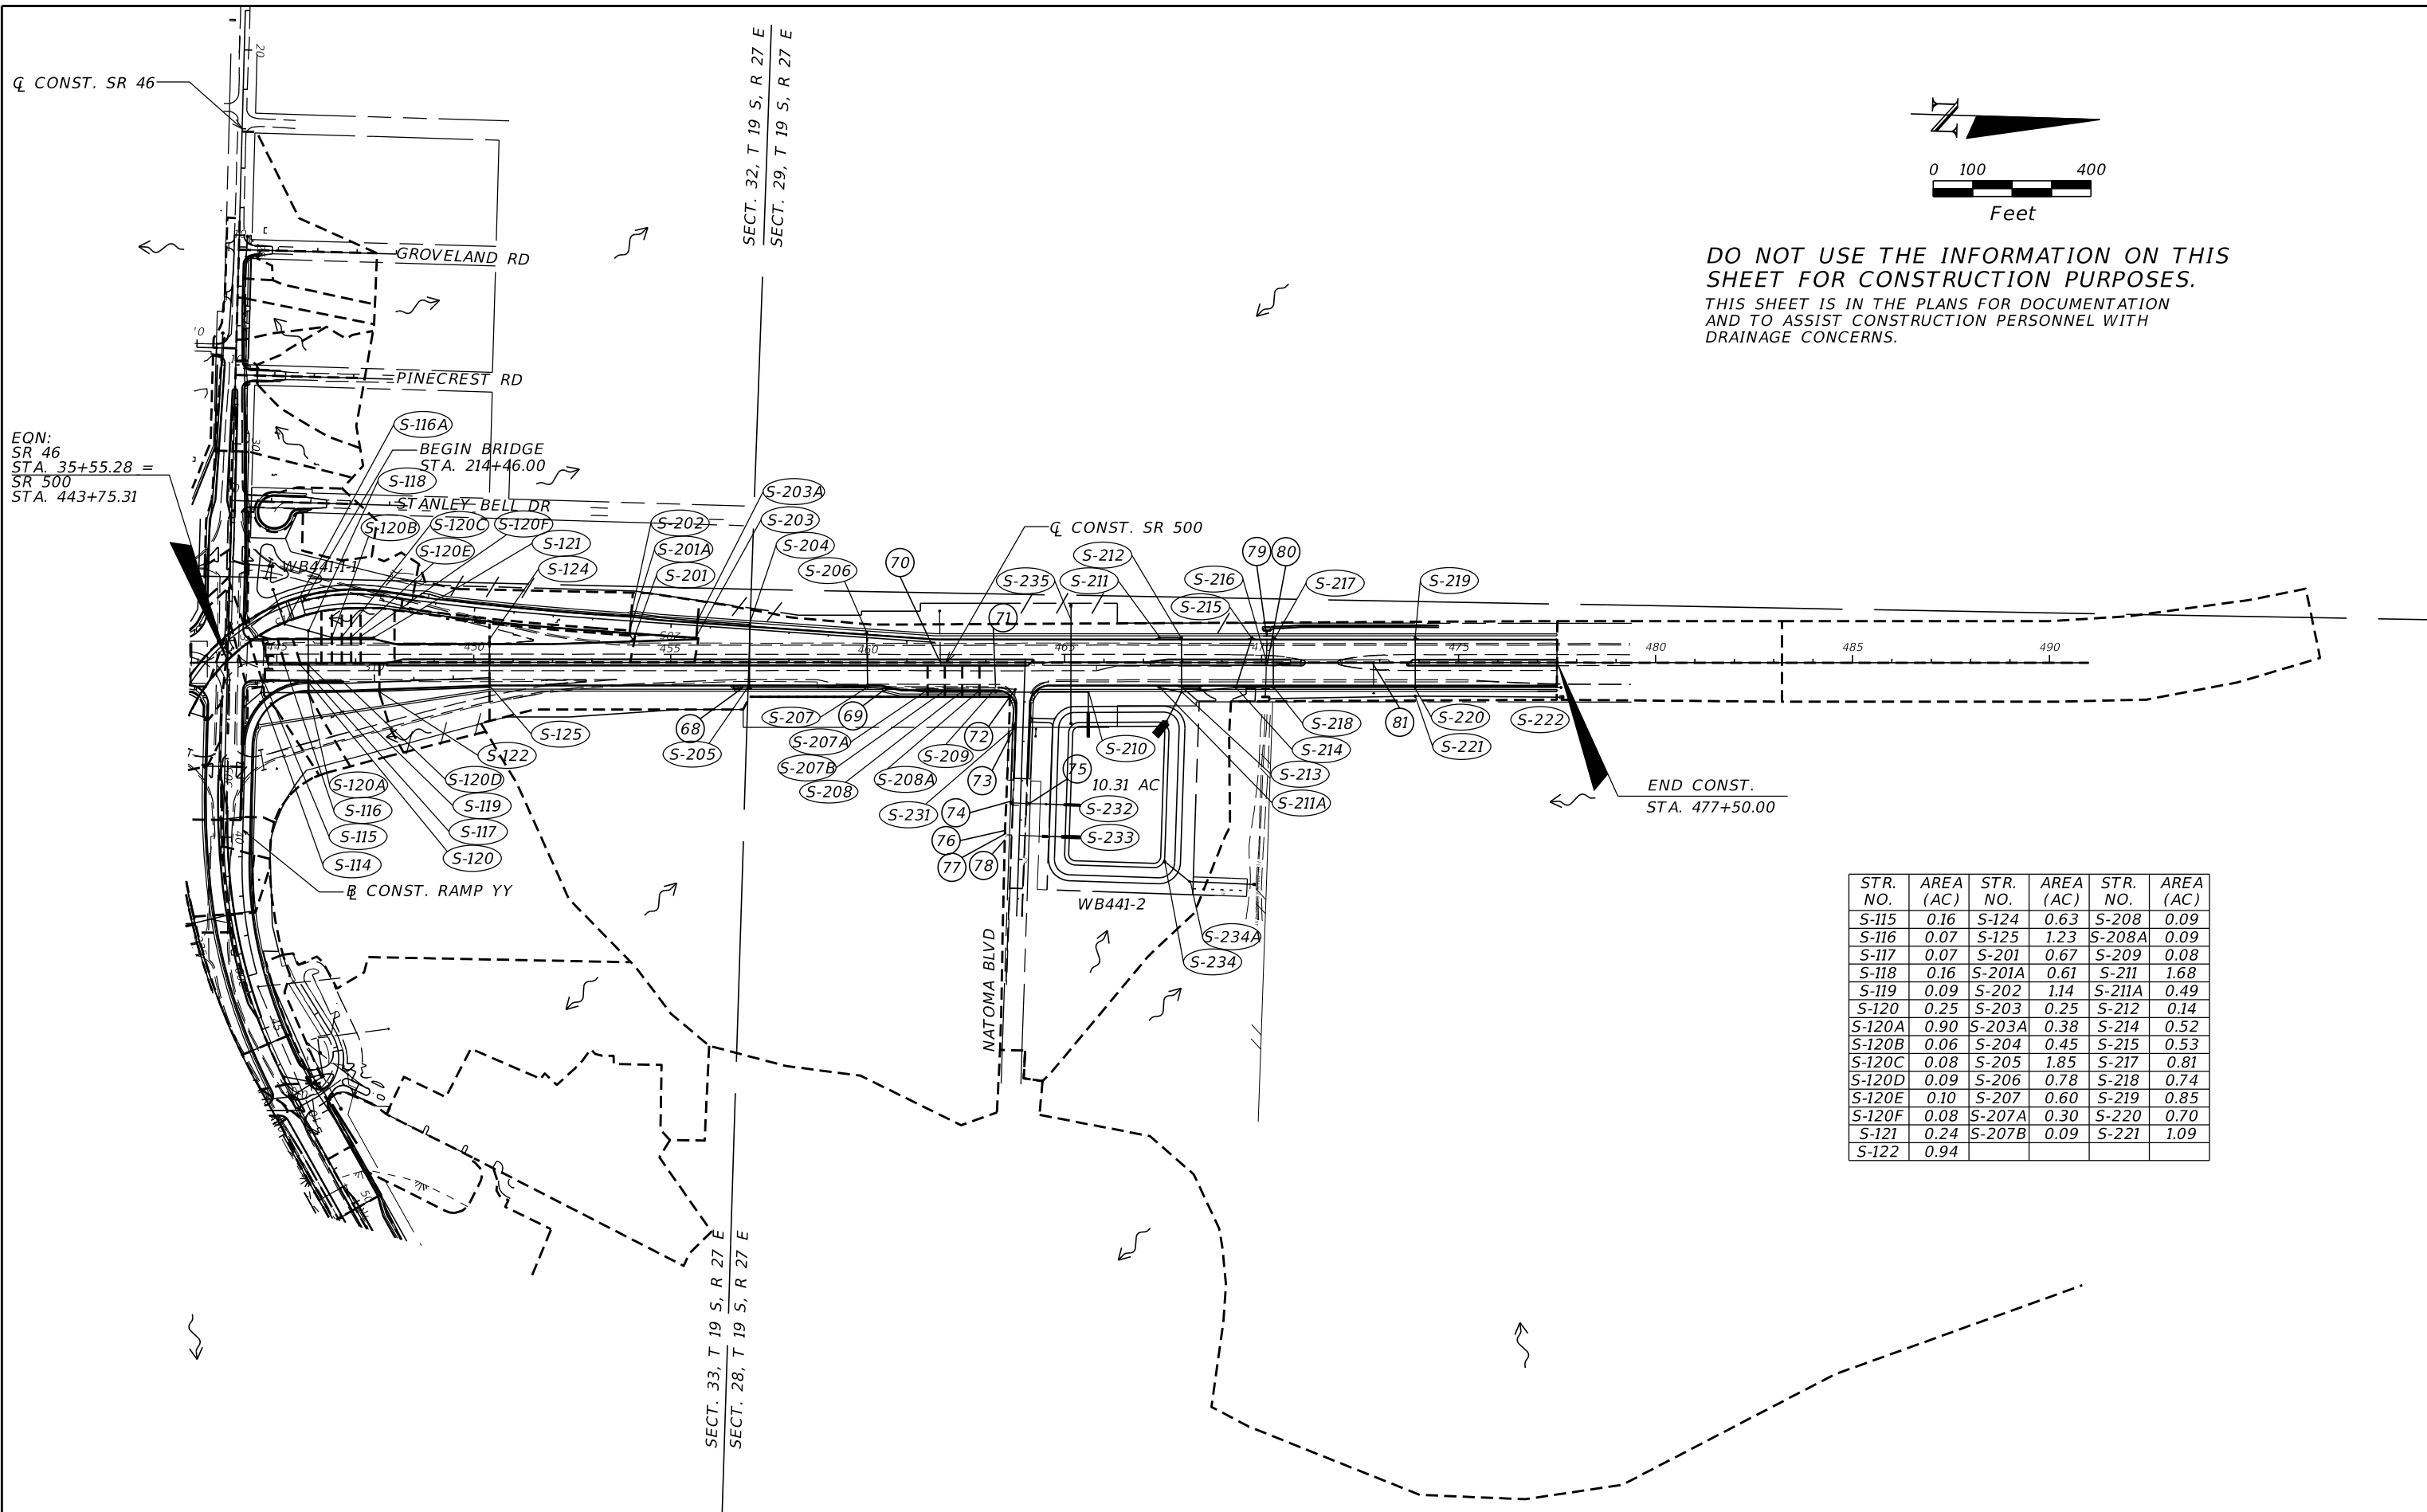 ℄ CONST. SR 46
20
SECT. 32, T 19 S, R 27 E
SECT. 29, T 19 S, R 27 E
N
0 100 400
Feet
DO NOT USE THE INFORMATION ON THIS
SHEET FOR CONSTRUCTION PURPOSES.
THIS SHEET IS IN THE PLANS FOR DOCUMENTATION
AND TO ASSIST CONSTRUCTION PERSONNEL WITH
DRAINAGE CONCERNS.
GROVELAND RD
PINECREST RD
EQN:
SR 46
STA. 35+55.28 =
SR 500
STA. 443+75.31
S-116A
BEGIN BRIDGE
STA. 214+46.00
S-118
STANLEY BELL DR
S-120B
S-120C
S-120F
S-120E
S-121
S-124
WB441-1-1
30
S-202
S-201A
S-201
S-203A
S-203
S-204
S-206
70
℄ CONST. SR 500
S-212
S-235
S-211
71
S-216
S-215
79
80
S-217
S-219
445
450
455
460
465
470
475
480
485
490
68
S-205
S-207
69
S-207A
S-207B
S-208
S-208A
S-209
S-231
72
73
74
75
76
77
78
S-210
10.31 AC
S-232
S-233
S-218
S-214
S-213
S-211A
81
S-220
S-221
S-222
END CONST.
STA. 477+50.00
S-125
S-122
S-120D
S-119
S-117
S-120
S-120A
S-116
S-115
S-114
40
B̲L CONST. RAMP YY
WB441-2
S-234A
S-234
NATOMA BLVD
45
50
SECT. 33, T 19 S, R 27 E
SECT. 28, T 19 S, R 27 E
STR. NO. AREA (AC) STR. NO. AREA (AC) STR. NO. AREA (AC)
S-115 0.16 S-124 0.63 S-208 0.09
S-116 0.07 S-125 1.23 S-208A 0.09
S-117 0.07 S-201 0.67 S-209 0.08
S-118 0.16 S-201A 0.61 S-211 1.68
S-119 0.09 S-202 1.14 S-211A 0.49
S-120 0.25 S-203 0.25 S-212 0.14
S-120A 0.90 S-203A 0.38 S-214 0.52
S-120B 0.06 S-204 0.45 S-215 0.53
S-120C 0.08 S-205 1.85 S-217 0.81
S-120D 0.09 S-206 0.78 S-218 0.74
S-120E 0.10 S-207 0.60 S-219 0.85
S-120F 0.08 S-207A 0.30 S-220 0.70
S-121 0.24 S-207B 0.09 S-221 1.09
S-122 0.94